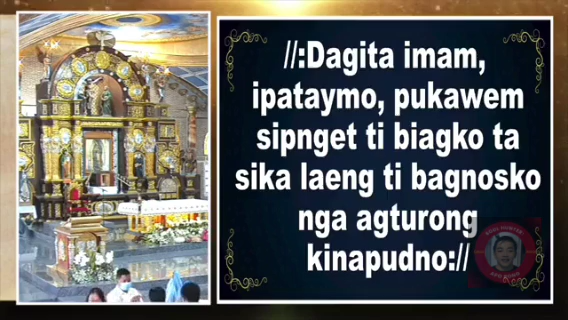 //:Dagita imam,
ipataymo, pukawem
sipnget ti biagko ta
sika laeng ti bagnosko
nga agturong
kinapudno://